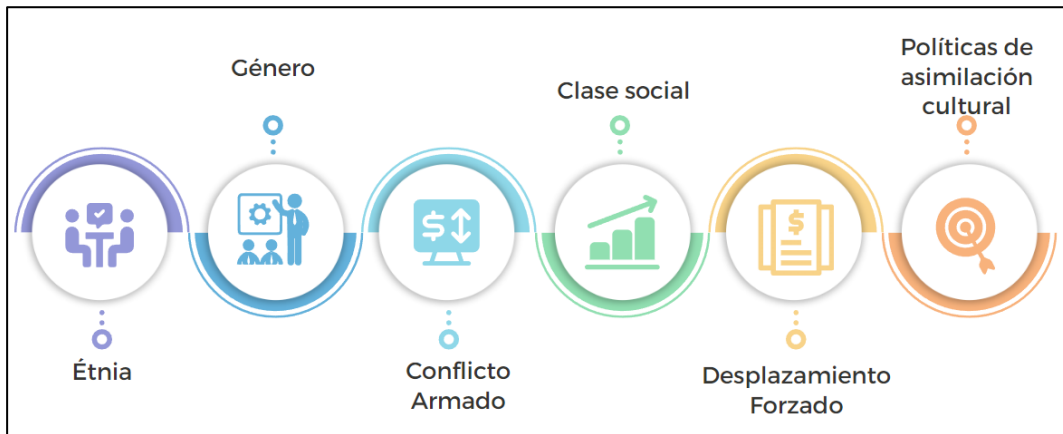 Étnia
Género
Conflicto
Armado
Clase social
Desplazamiento
Forzado
Políticas de
asimilación
cultural